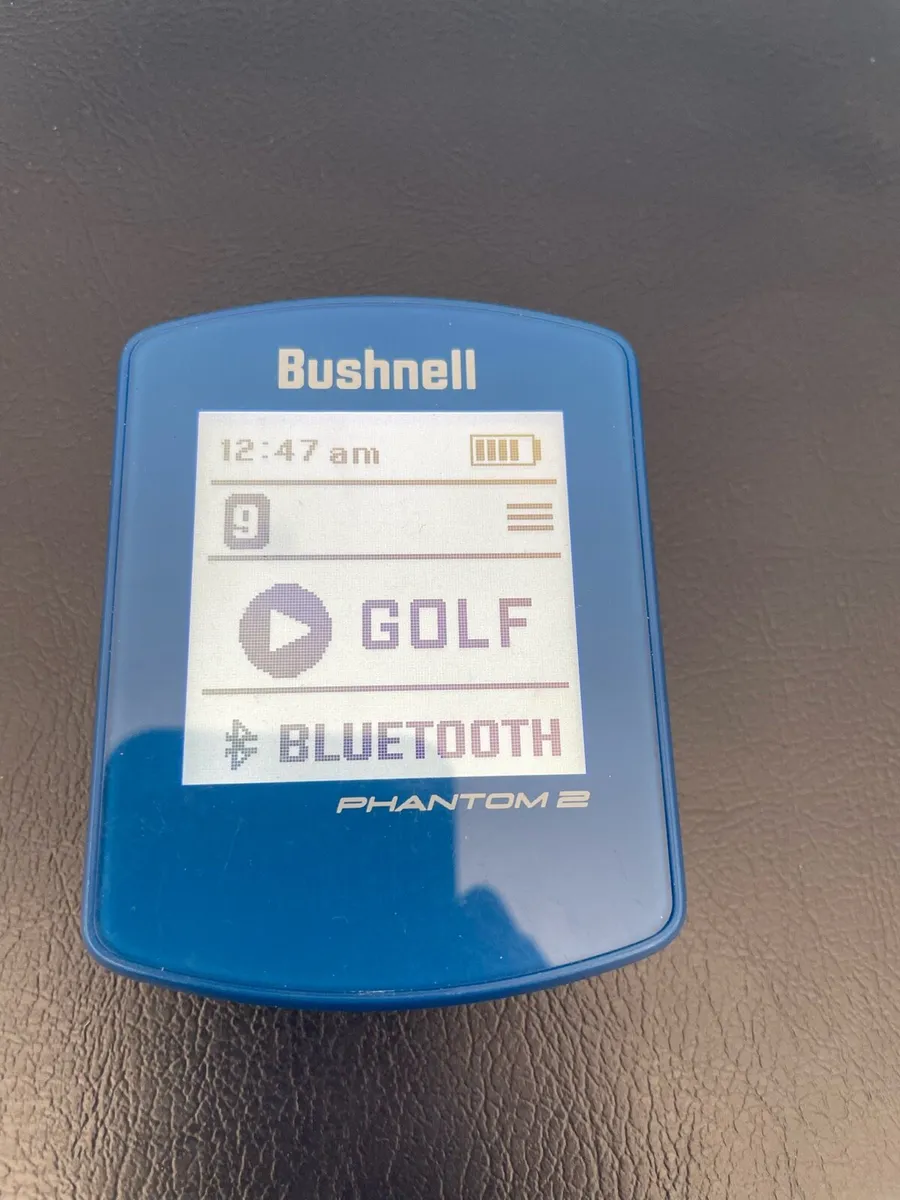 Bushnell
12:47 am
9
GOLF
BLUETOOTH
PHANTOM 2